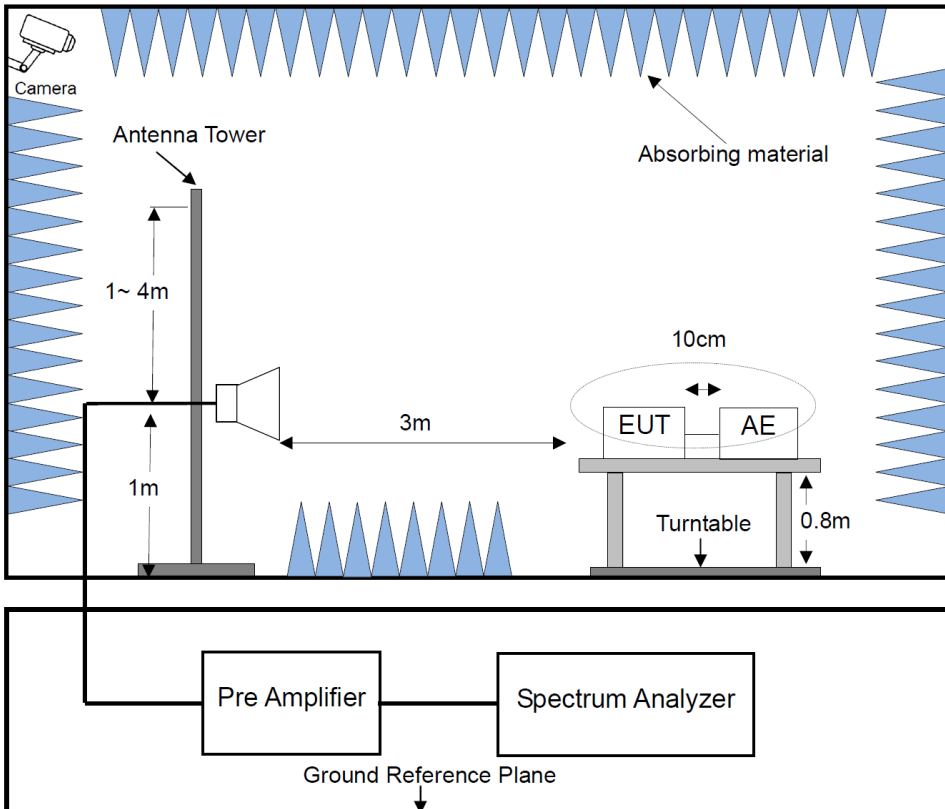 Camera
Antenna Tower
Absorbing material
1~ 4m
10cm
3m
EUT
AE
1m
Turntable
0.8m
Pre Amplifier
Spectrum Analyzer
Ground Reference Plane